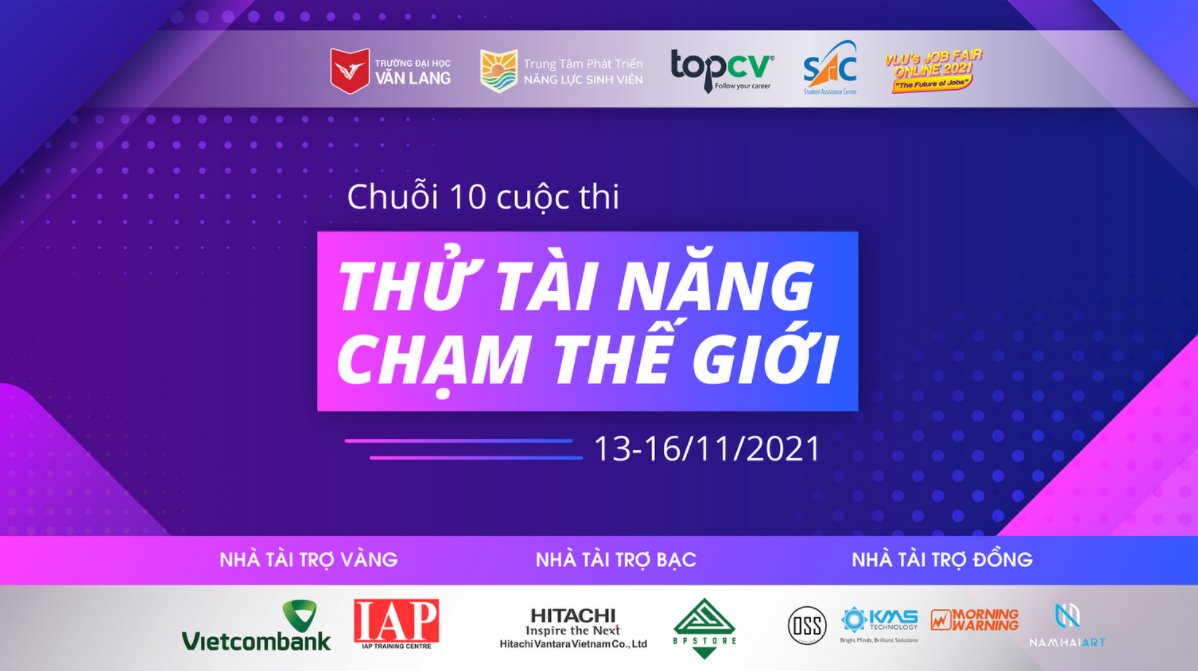 TRƯỜNG ĐẠI HỌC
VĂN LANG
Trung Tâm Phát Triển
NĂNG LỰC SINH VIÊN
topcv
Follow your career
SAC
Student Assistance Center
VLU's JOB FAIR
ONLINE 2021
"The Future of Jobs"
Chuỗi 10 cuộc thi
THỬ TÀI NĂNG
CHẠM THẾ GIỚI
13-16/11/2021
NHÀ TÀI TRỢ VÀNG
NHÀ TÀI TRỢ BẠC
NHÀ TÀI TRỢ ĐỒNG
Vietcombank
IAP
IAP TRAINING CENTRE
HITACHI
Inspire the Next
Hitachi Vantara Vietnam Co., Ltd
BPSTORE
OSS
KMS
TECHNOLOGY
Bright Minds, Brilliant Solutions
MORNING
WARNING
NAMHAIART